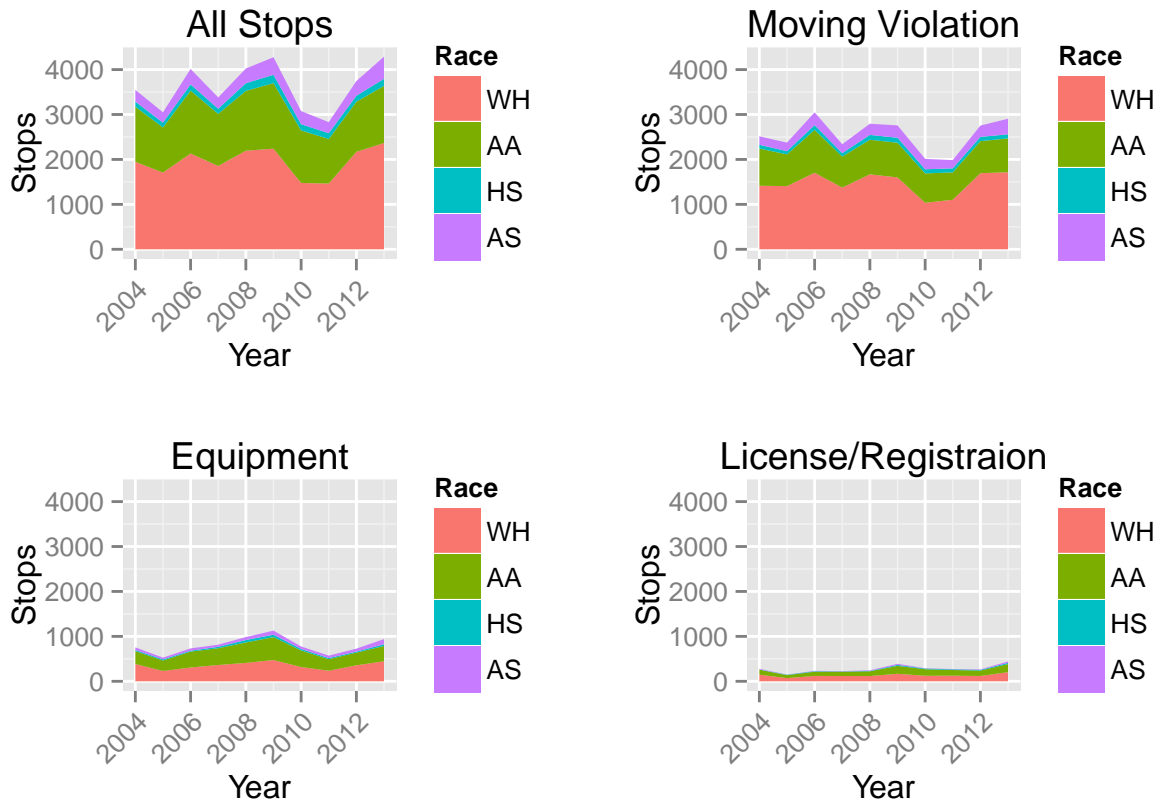 All Stops
Stops
4000
3000
2000
1000
0
2004
2006
2008
2010
2012
Year
Race
WH
AA
HS
AS
Moving Violation
Stops
4000
3000
2000
1000
0
2004
2006
2008
2010
2012
Year
Race
WH
AA
HS
AS
Equipment
Stops
4000
3000
2000
1000
0
2004
2006
2008
2010
2012
Year
Race
WH
AA
HS
AS
License/Registraion
Stops
4000
3000
2000
1000
0
2004
2006
2008
2010
2012
Year
Race
WH
AA
HS
AS